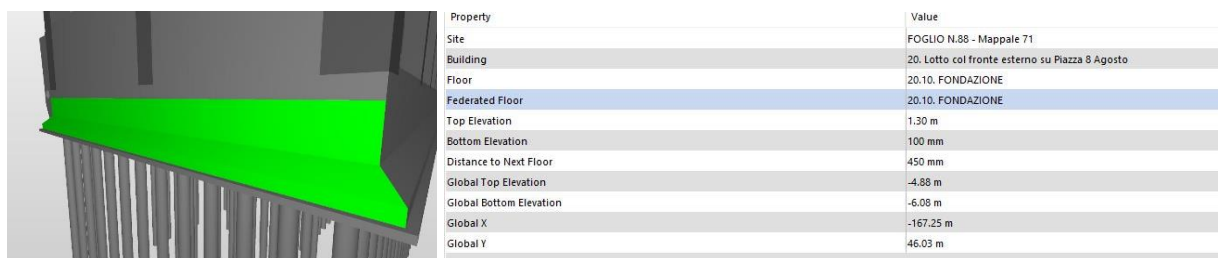 Property Value
Site FOGLIO N.88 - Mappale 71
Building 20. Lotto col fronte esterno su Piazza 8 Agosto
Floor 20.10. FONDAZIONE
Federated Floor 20.10. FONDAZIONE
Top Elevation 1.30 m
Bottom Elevation 100 mm
Distance to Next Floor 450 mm
Global Top Elevation -4.88 m
Global Bottom Elevation -6.08 m
Global X -167.25 m
Global Y 46.03 m